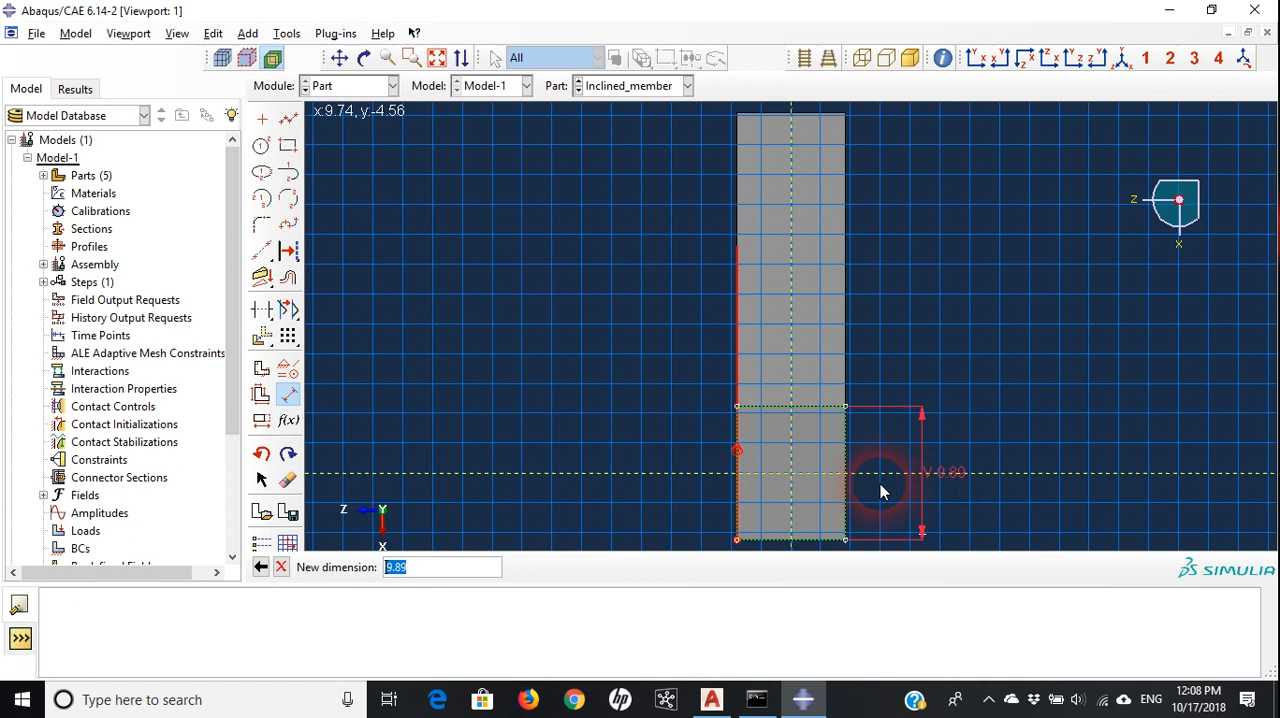 Abaqus/CAE 6.14-2 [Viewport: 1]
File Model Viewport View Edit Add Tools Plug-ins Help
All
1 2 3 4
Model Results
Module: Part Model: Model-1 Part: Inclined_member
Model Database
x:9.74, y:-4.56
Models (1)
Model-1
Parts (5)
Materials
Calibrations
Sections
Profiles
Assembly
Steps (1)
Field Output Requests
History Output Requests
Time Points
ALE Adaptive Mesh Constraints
Interactions
Interaction Properties
Contact Controls
Contact Initializations
Contact Stabilizations
Constraints
Connector Sections
Fields
Amplitudes
Loads
BCs
Z
X
f(x)
V 9.89
Z Y
X
New dimension: 9.89
SIMULIA
>>>
Type here to search
ENG
12:08 PM
10/17/2018